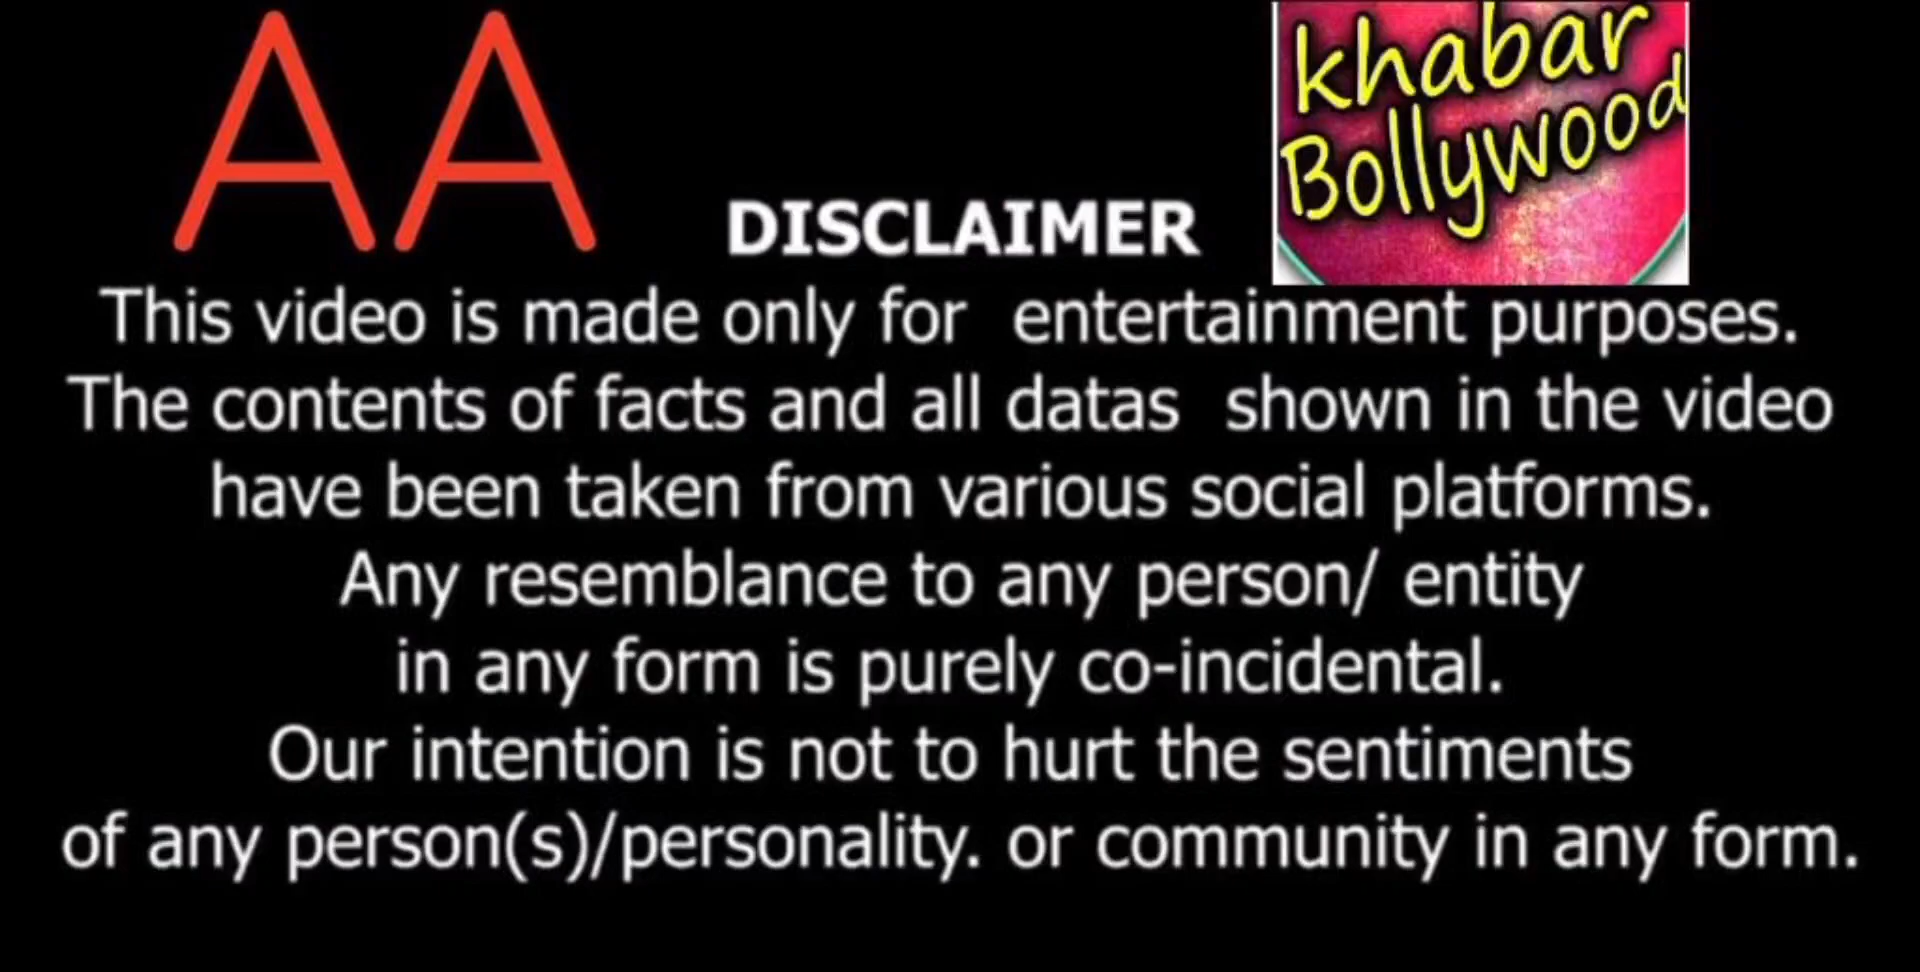 AA
khabar
Bollywood
DISCLAIMER
This video is made only for entertainment purposes.
The contents of facts and all datas shown in the video
have been taken from various social platforms.
Any resemblance to any person/ entity
in any form is purely co-incidental.
Our intention is not to hurt the sentiments
of any person(s)/personality. or community in any form.